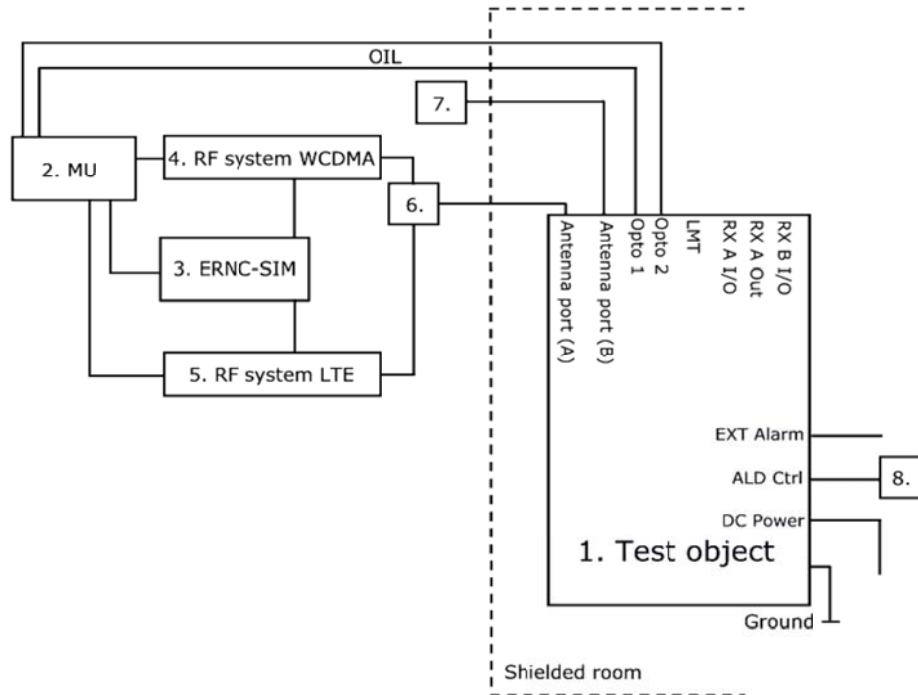 OIL
7.
2. MU
4. RF system WCDMA
6.
3. ERNC-SIM
5. RF system LTE
Antenna port (A)
Antenna port (B)
Opto 1
Opto 2
LMT
RX A I/O
RX A Out
RX B I/O
EXT Alarm
ALD Ctrl
8.
DC Power
1. Test object
Ground
Shielded room